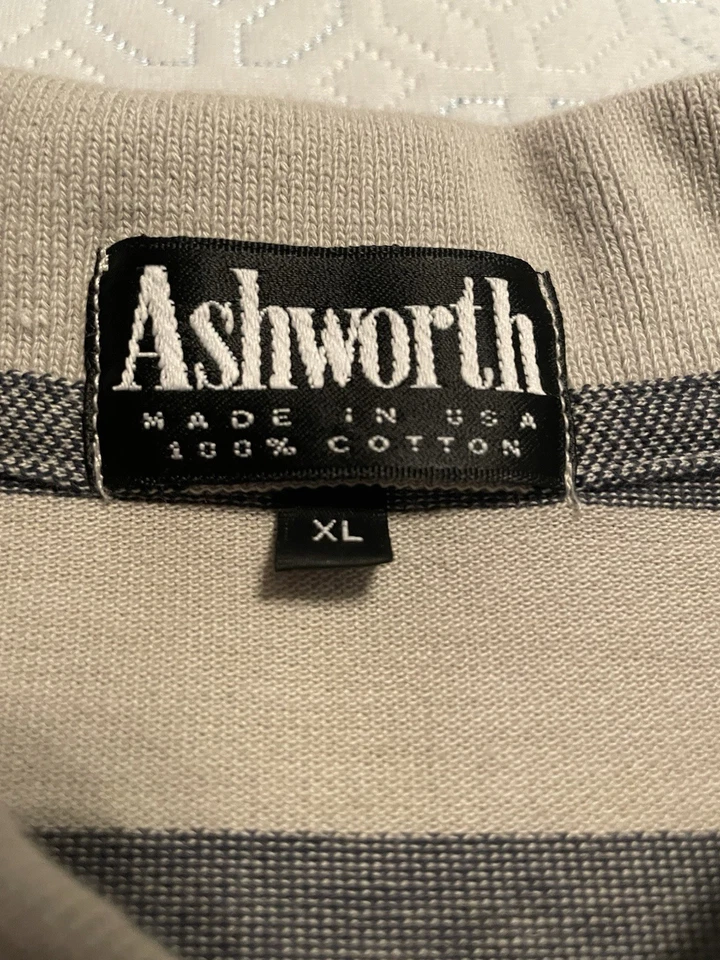 Ashworth
MADE IN USA
100% COTTON
XL